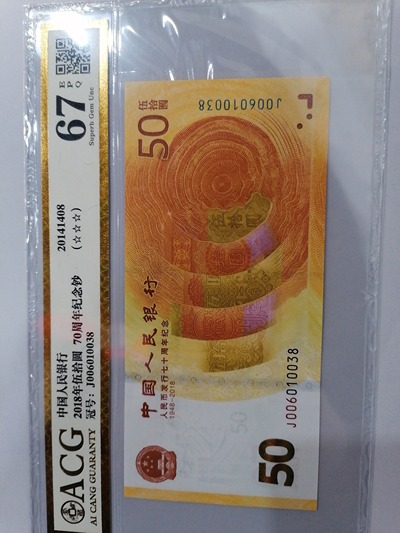 ACG
AI CANG GUARANTY
中国人民银行
2018年伍拾圆 70周年纪念钞
冠号: J006010038
20141408
(☆☆☆)
67
EPQ
Superb Gem Unc
中国人民银行
人民币发行七十周年纪念
1948-2018
50
J006010038
伍拾圆
50
伍拾圆
J006010038